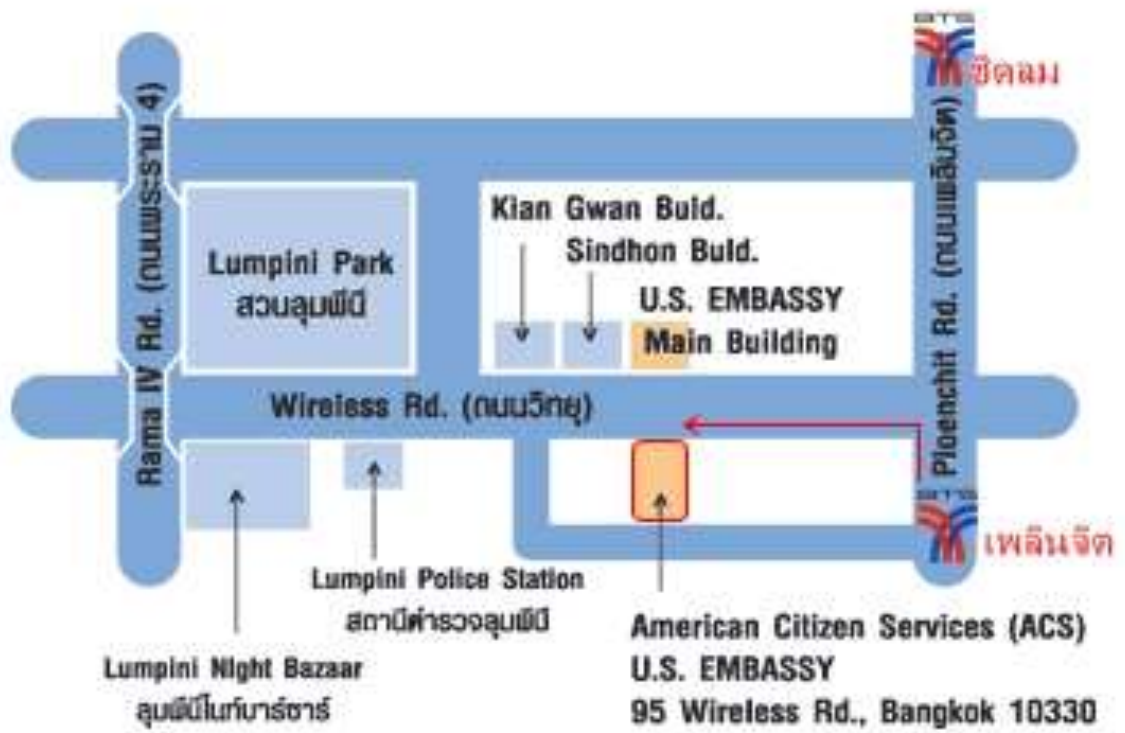 BTS
ชิดลม
Rama IV Rd. (ถนนพระราม 4)
Ploenchit Rd. (ถนนเพลินจิต)
Kian Gwan Buld.
Sindhon Buld.
Lumpini Park
สวนลุมพีนี
U.S. EMBASSY
Main Building
Wireless Rd. (ถนนวิทยุ)
BTS
เพลินจิต
Lumpini Police Station
สถานีตำรวจลุมพีนี
American Citizen Services (ACS)
U.S. EMBASSY
95 Wireless Rd., Bangkok 10330
Lumpini Night Bazaar
ลุมพีนีไนท์บาร์ซาร์